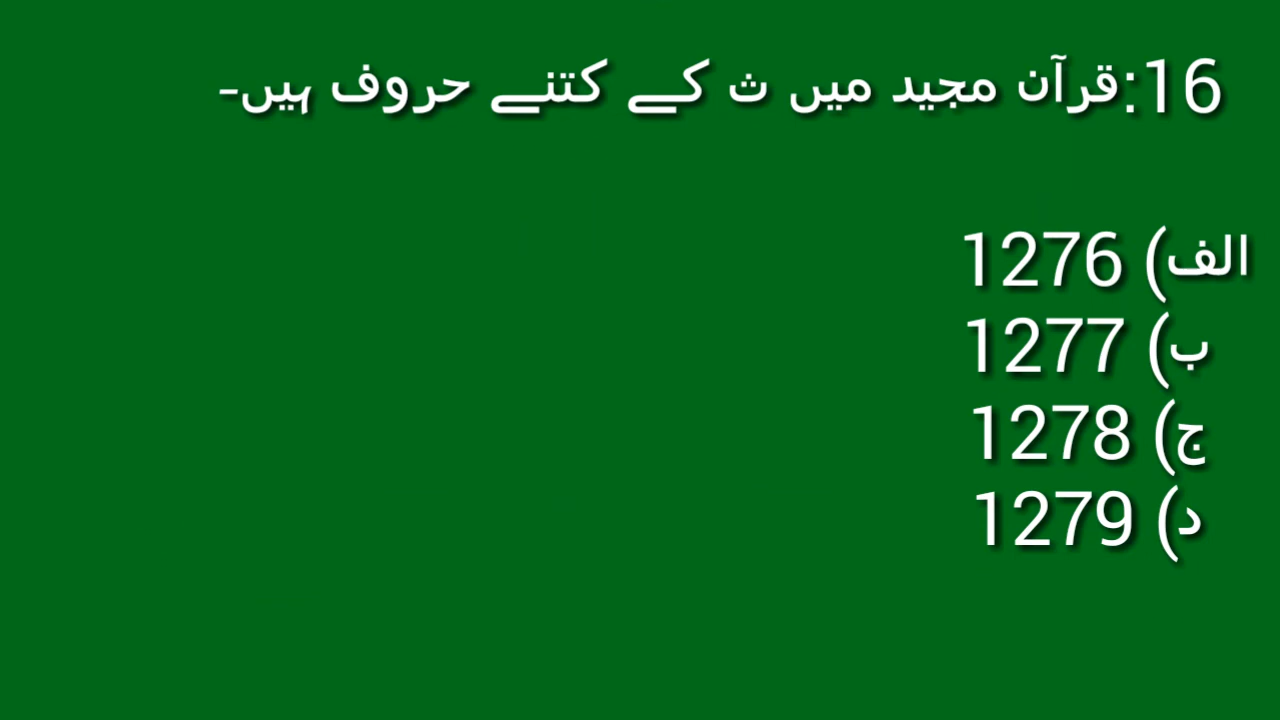 16:قرآن مجید میں ث کے کتنے حروف ہیں۔
الف) 1276
ب) 1277
ج) 1278
د) 1279